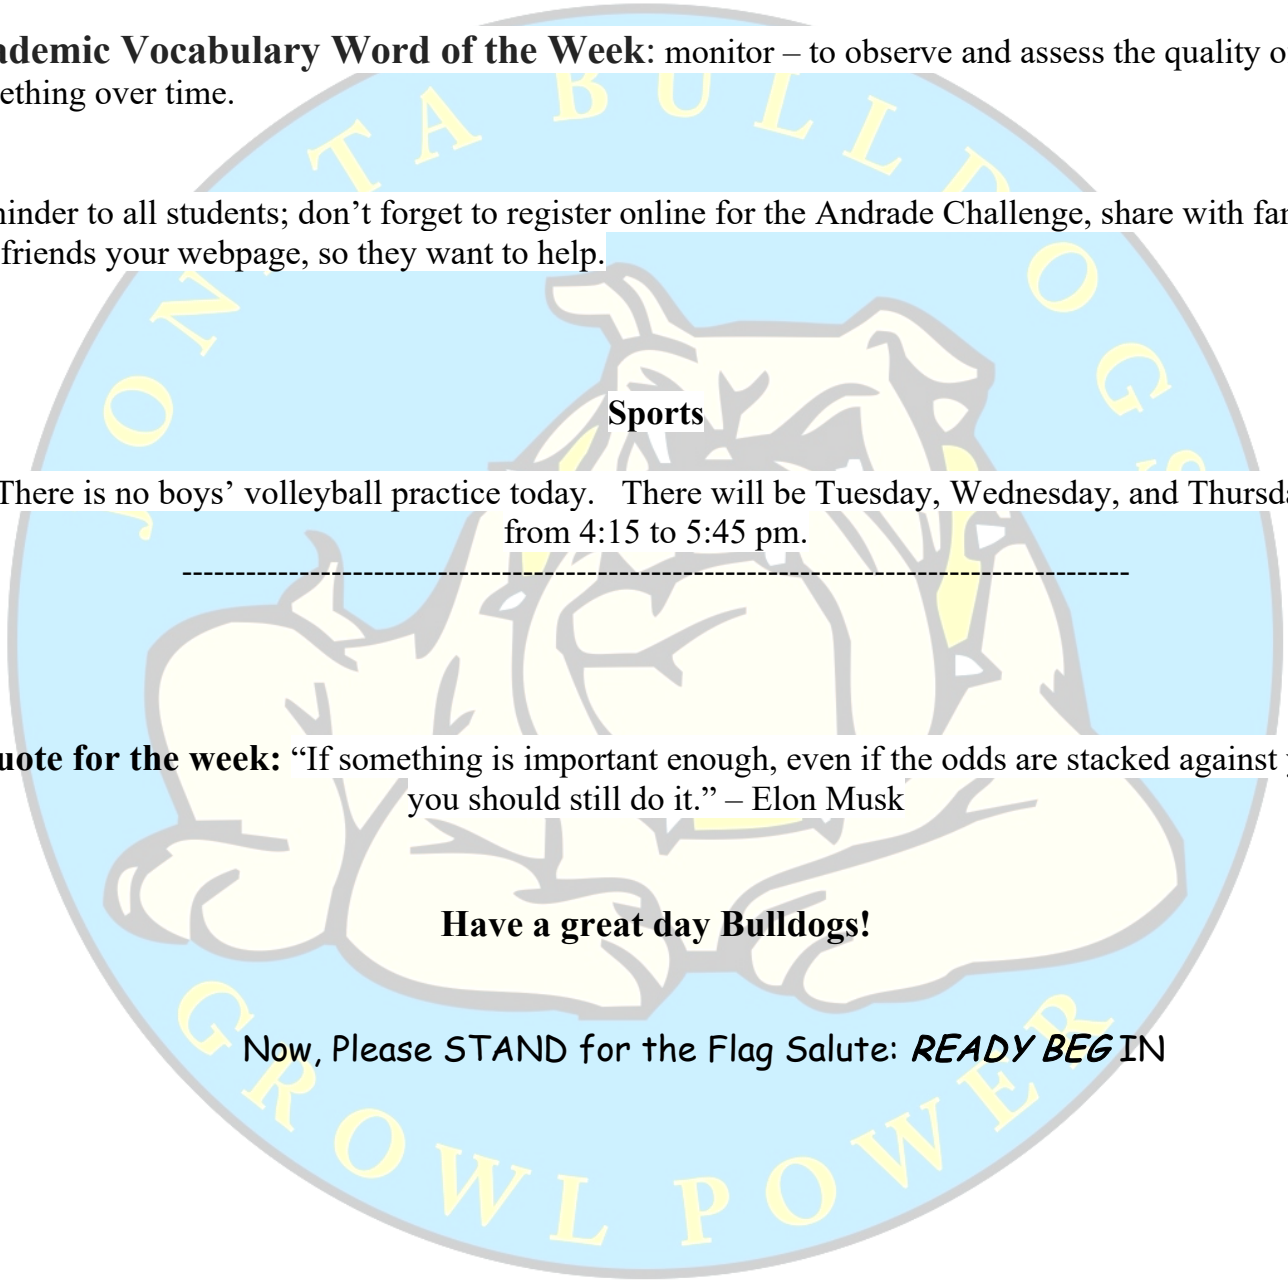 ademic Vocabulary Word of the Week: monitor – to observe and assess the quality o
ething over time.
inder to all students; don’t forget to register online for the Andrade Challenge, share with fa
friends your webpage, so they want to help.
Sports
There is no boys’ volleyball practice today. There will be Tuesday, Wednesday, and Thursda
from 4:15 to 5:45 pm.
-----------------------------------------------------------------------------------------
uote for the week: “If something is important enough, even if the odds are stacked against
you should still do it.” – Elon Musk
Have a great day Bulldogs!
Now, Please STAND for the Flag Salute: READY BEGIN
JONTA BULLDOGS
GROWL POWER